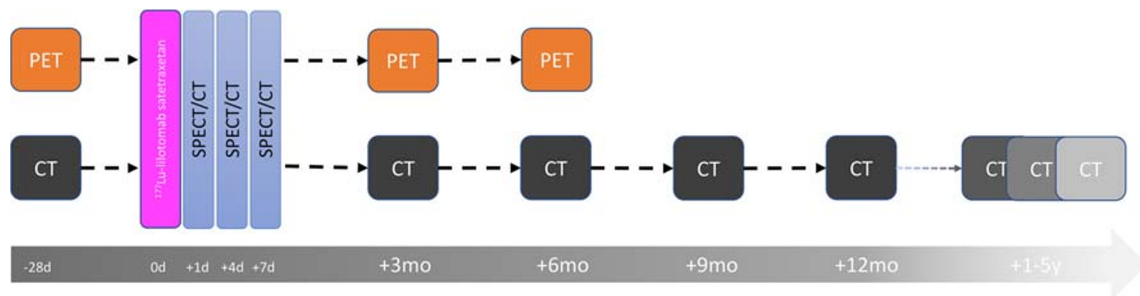 PET
PET
PET
¹⁷⁷Lu-lilotomab satetraxetan
SPECT/CT
SPECT/CT
SPECT/CT
CT
CT
CT
CT
CT
CT
CT
CT
-28d
0d
+1d
+4d
+7d
+3mo
+6mo
+9mo
+12mo
+1-5y